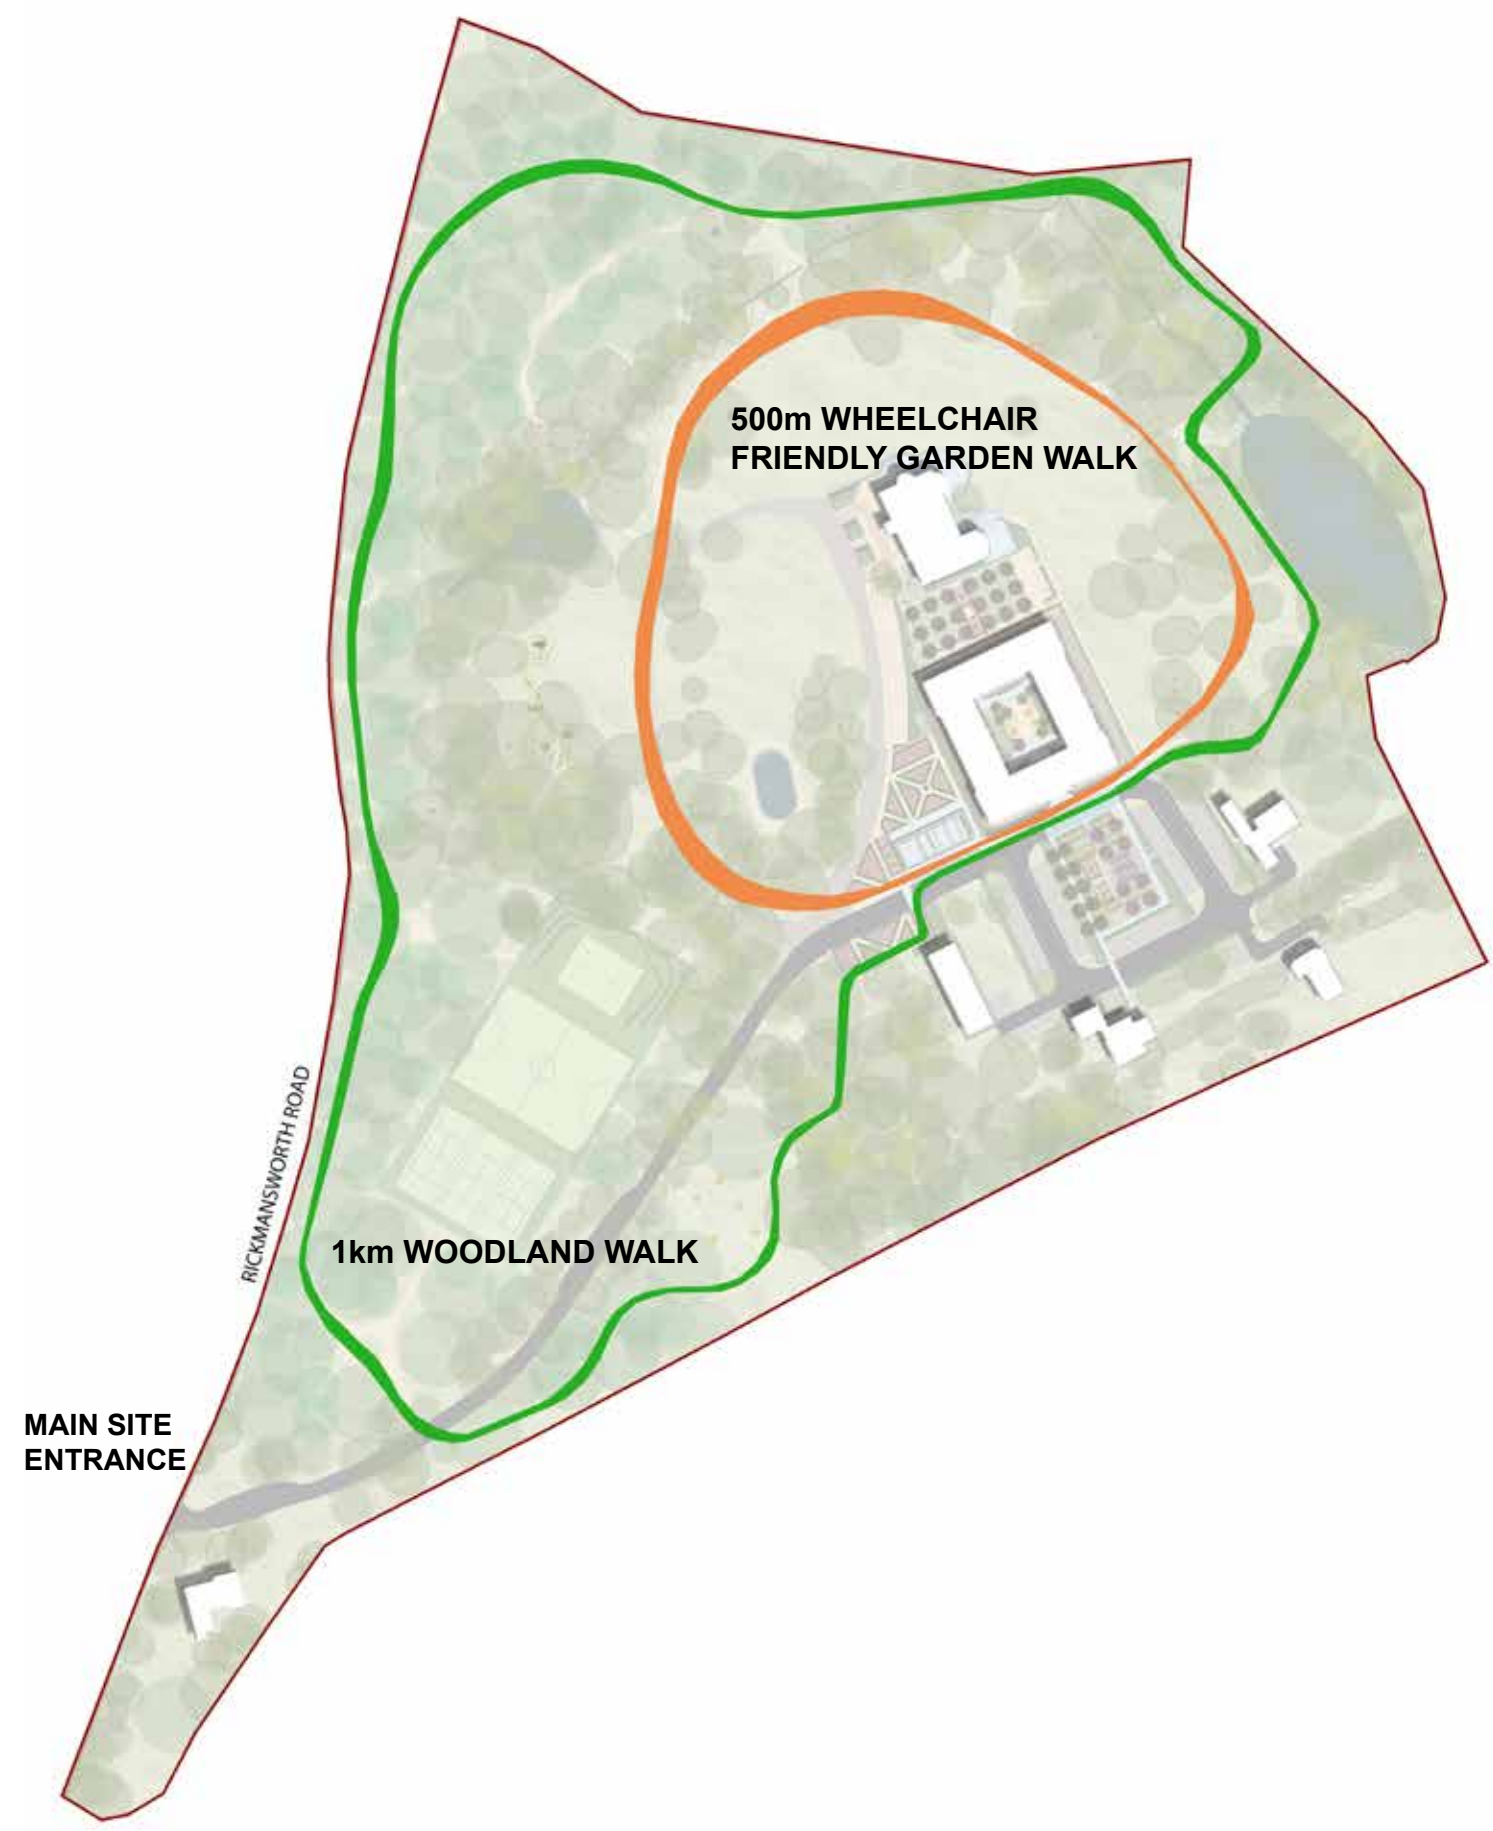 500m WHEELCHAIR
FRIENDLY GARDEN WALK
RICKMANSWORTH ROAD
1km WOODLAND WALK
MAIN SITE
ENTRANCE